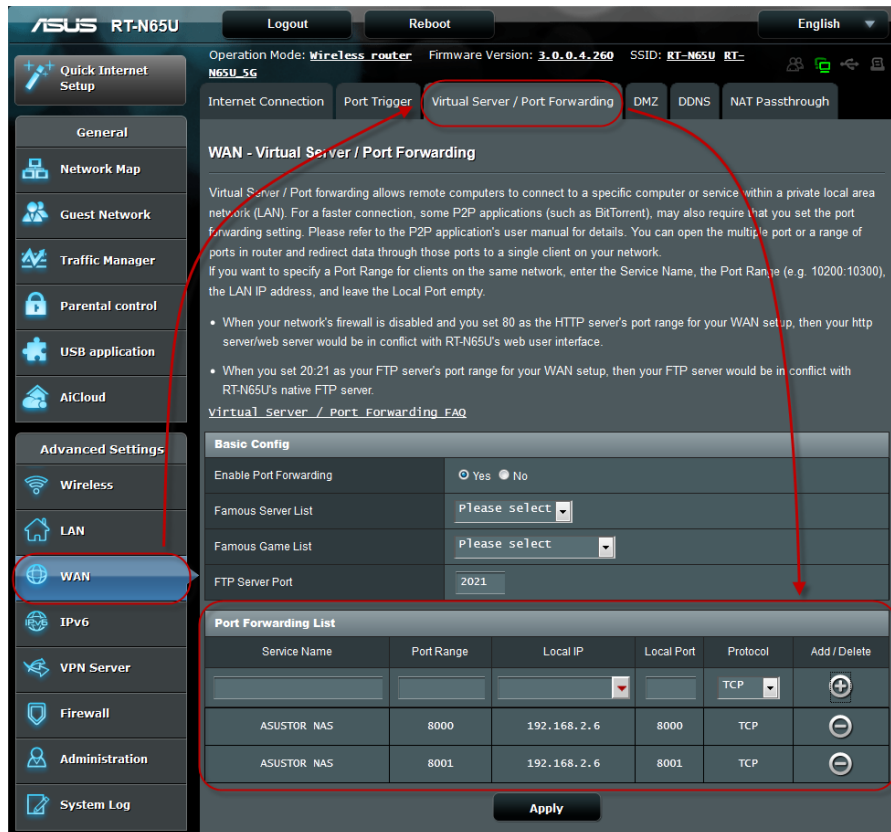 ASUS RT-N65U
Logout
Reboot
English
Operation Mode: Wireless router Firmware Version: 3.0.0.4.260 SSID: RT-N65U RT-
N65U_5G
Quick Internet
Setup
General
Network Map
Guest Network
Traffic Manager
Parental control
USB application
AiCloud
Advanced Settings
Wireless
LAN
WAN
IPv6
VPN Server
Firewall
Administration
System Log
Internet Connection
Port Trigger
Virtual Server / Port Forwarding
DMZ
DDNS
NAT Passthrough
WAN - Virtual Server / Port Forwarding
Virtual Server / Port forwarding allows remote computers to connect to a specific computer or service within a private local area
network (LAN). For a faster connection, some P2P applications (such as BitTorrent), may also require that you set the port
forwarding setting. Please refer to the P2P application's user manual for details. You can open the multiple port or a range of
ports in router and redirect data through those ports to a single client on your network.
If you want to specify a Port Range for clients on the same network, enter the Service Name, the Port Range (e.g. 10200:10300),
the LAN IP address, and leave the Local Port empty.
• When your network's firewall is disabled and you set 80 as the HTTP server's port range for your WAN setup, then your http
server/web server would be in conflict with RT-N65U's web user interface.
• When you set 20:21 as your FTP server's port range for your WAN setup, then your FTP server would be in conflict with
RT-N65U's native FTP server.
Virtual Server / Port Forwarding FAQ
Basic Config
Enable Port Forwarding Yes No
Famous Server List Please select
Famous Game List Please select
FTP Server Port 2021
Port Forwarding List
Service Name Port Range Local IP Local Port Protocol Add / Delete
TCP
ASUSTOR NAS 8000 192.168.2.6 8000 TCP
ASUSTOR NAS 8001 192.168.2.6 8001 TCP
Apply